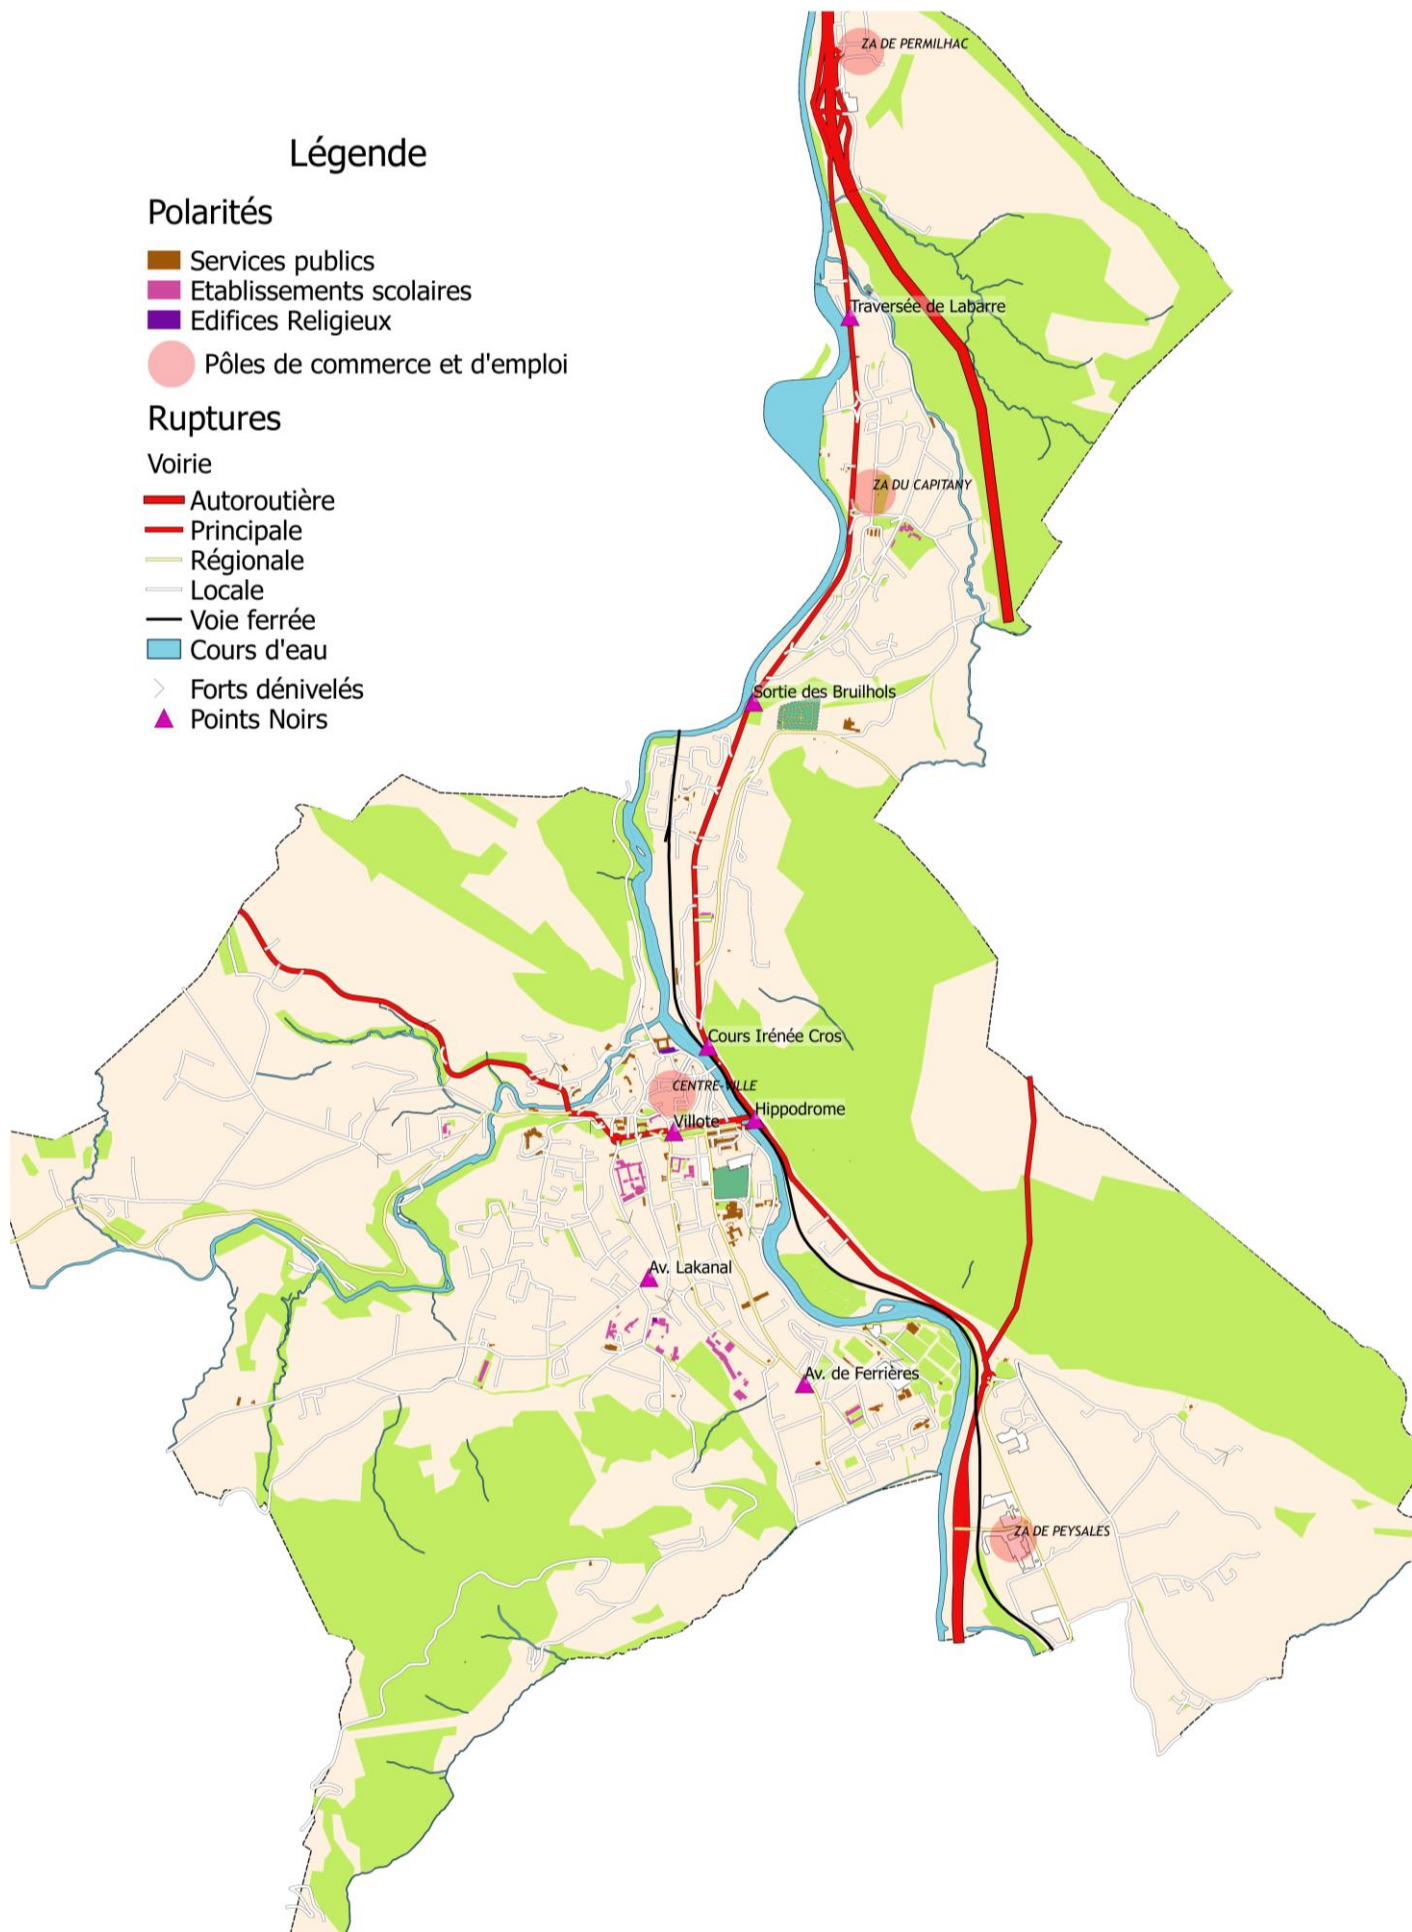 ZA DE PERMILHAC
Légende
Polarités
Services publics
Etablissements scolaires
Edifices Religieux
Pôles de commerce et d'emploi
Ruptures
Voirie
Autoroutière
Principale
Régionale
Locale
Voie ferrée
Cours d'eau
Forts dénivelés
Points Noirs
Traversée de Labarre
ZA DU CAPITANY
Sortie des Bruilhols
Cours Irénée Cros
CENTRE-VILLE
Hippodrome
Villote
Av. Lakanal
Av. de Ferrières
ZA DE PEYSALES